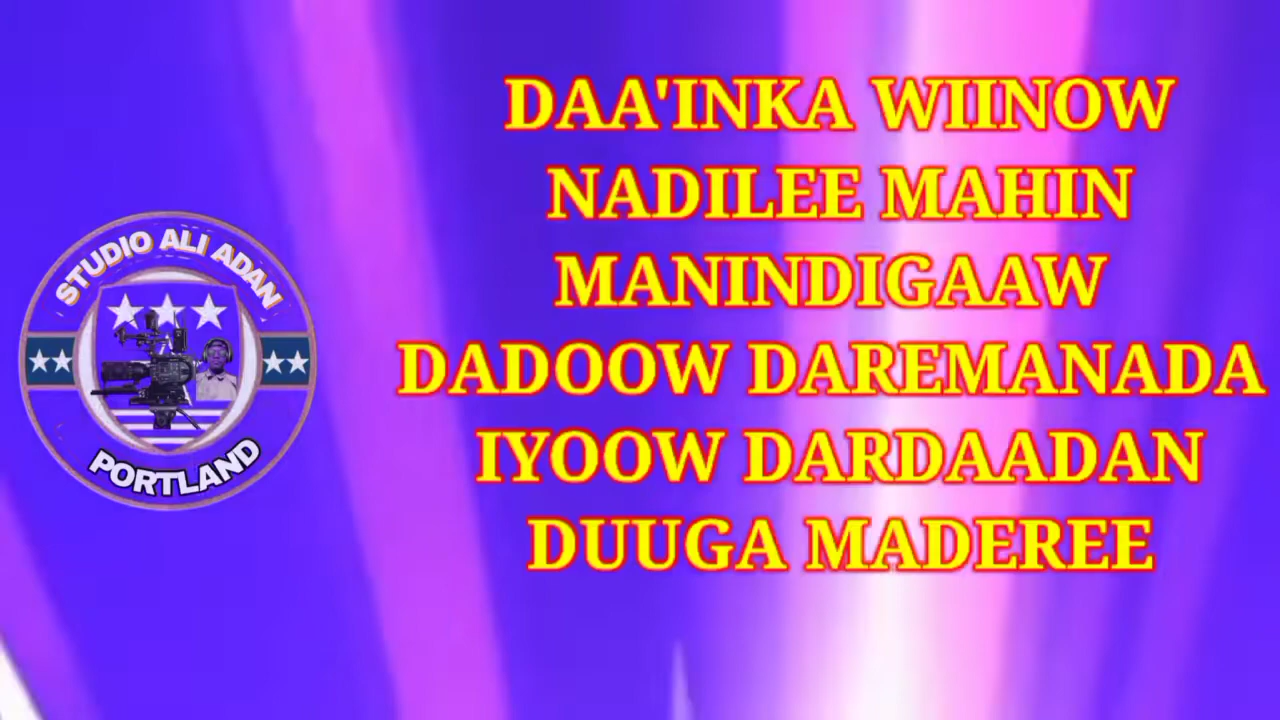 STUDIO ALI ADAN
PORTLAND
DAA'INKA WIINOW
NADILEE MAHIN
MANINDIGAAW
DADOOW DAREMANADA
IYOOW DARDAADAN
DUUGA MADEREE